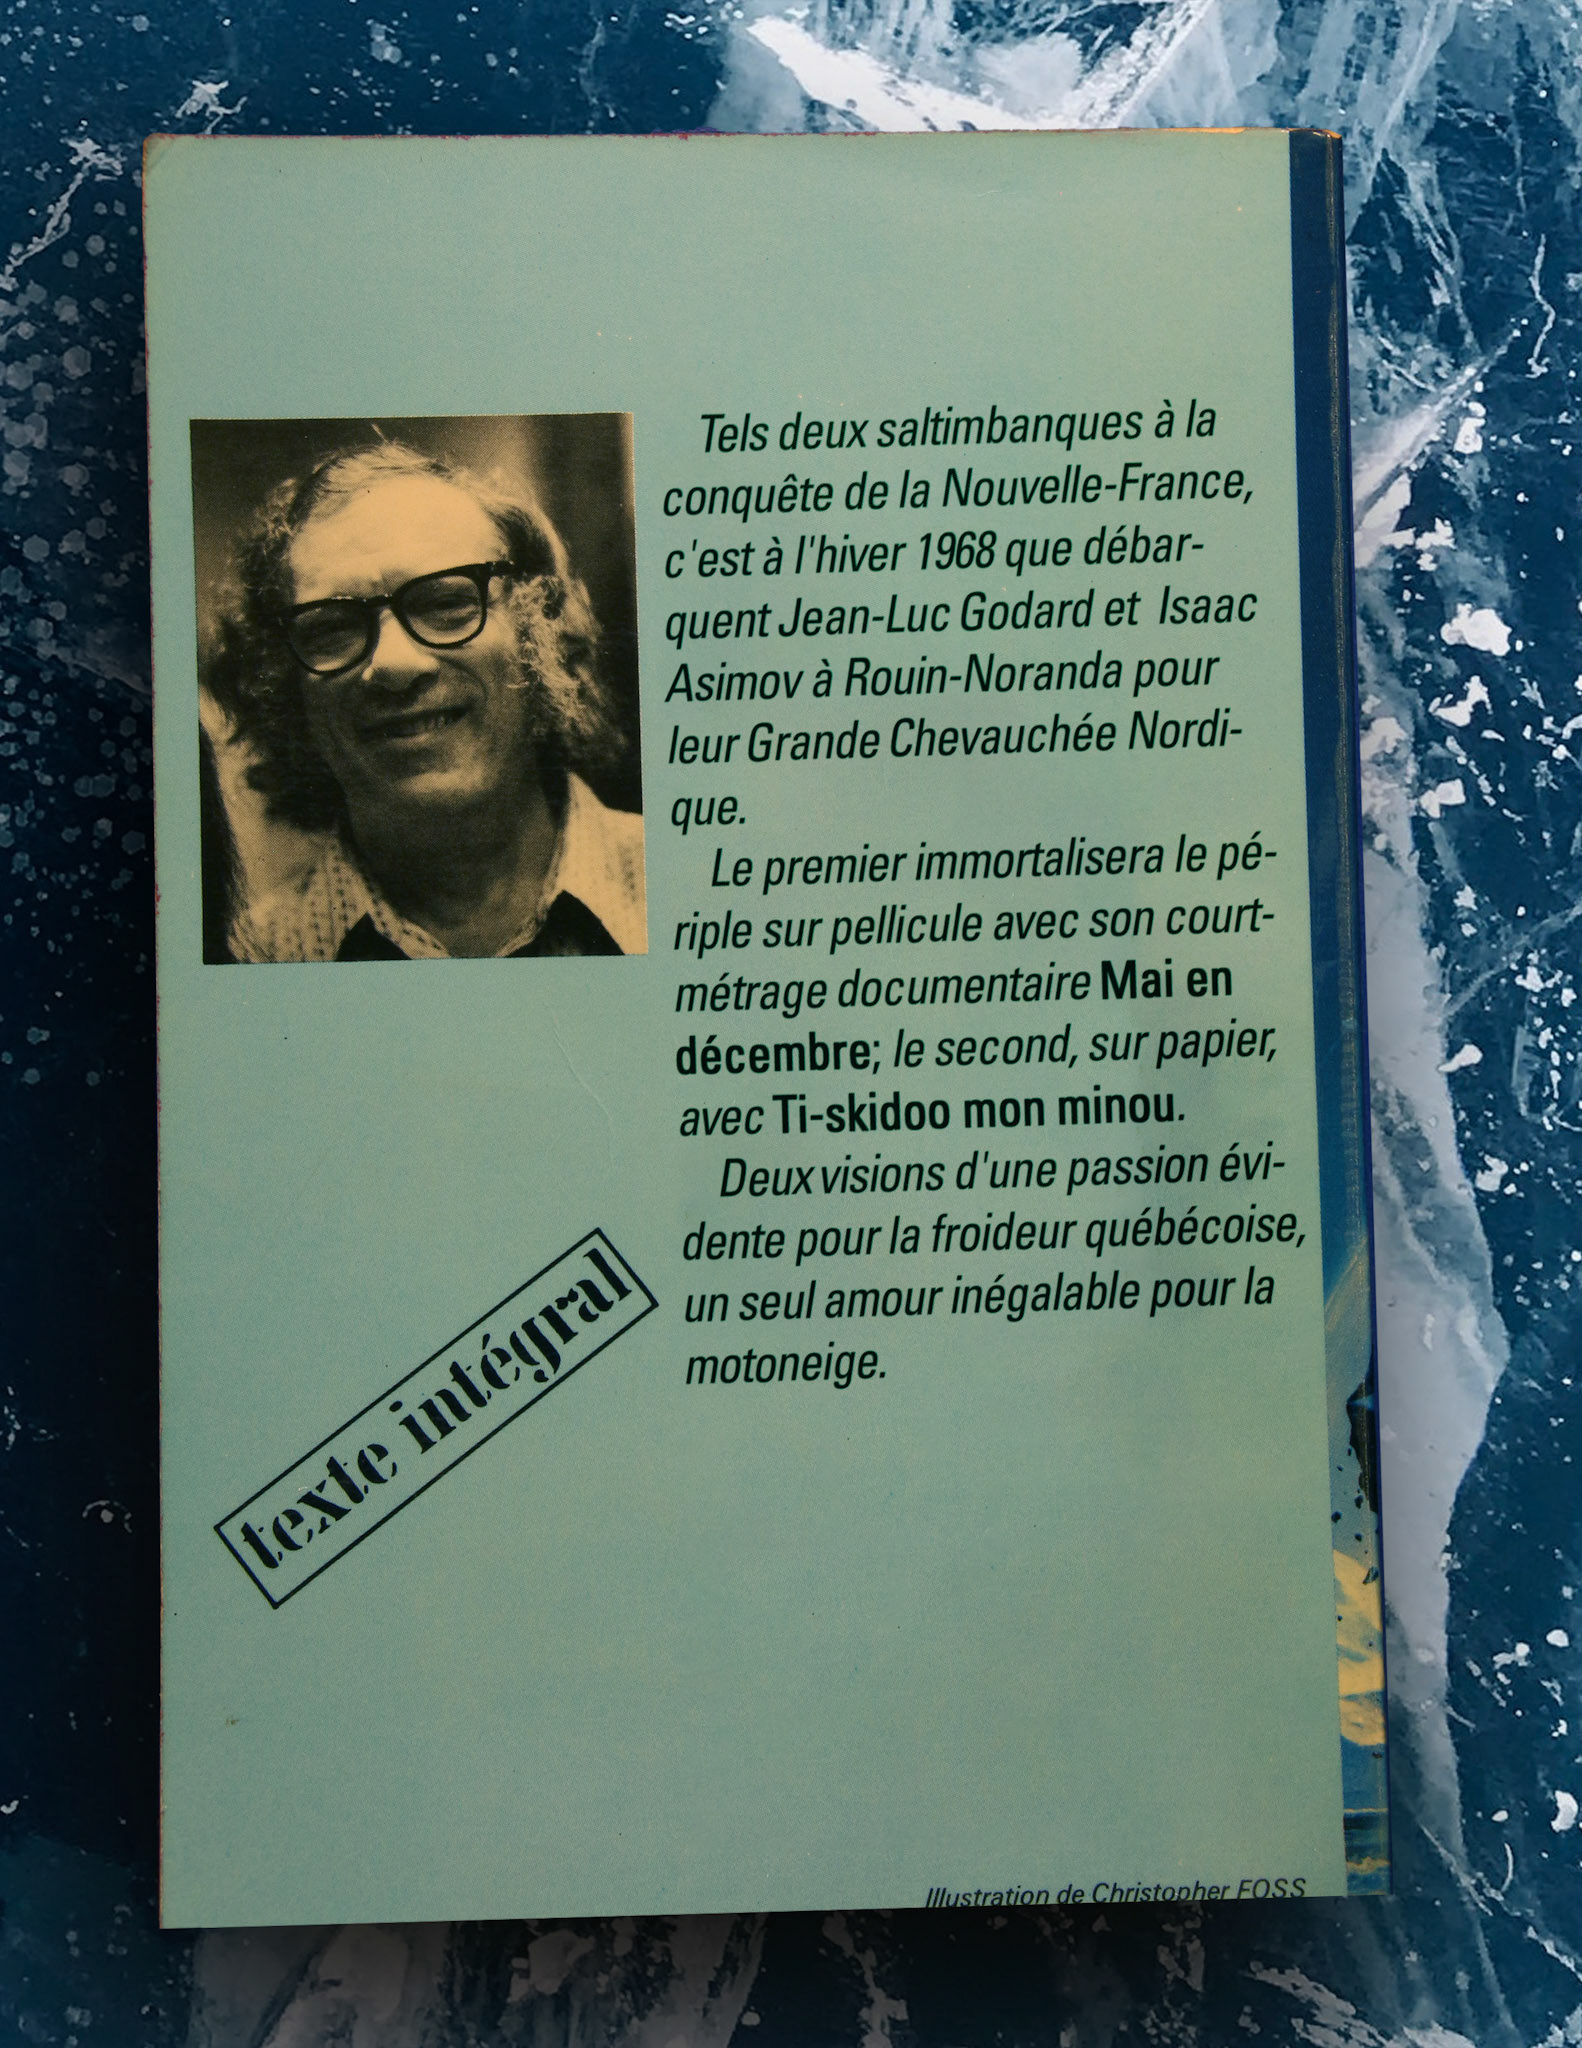 Tels deux saltimbanques à la
conquête de la Nouvelle-France,
c'est à l'hiver 1968 que débar-
quent Jean-Luc Godard et Isaac
Asimov à Rouin-Noranda pour
leur Grande Chevauchée Nordi-
que.
Le premier immortalisera le pé-
riple sur pellicule avec son court-
métrage documentaire Mai en
décembre; le second, sur papier,
avec Ti-skidoo mon minou.
Deux visions d'une passion évi-
dente pour la froideur québécoise,
un seul amour inégalable pour la
motoneige.
texte intégral
Illustration de Christopher FOSS